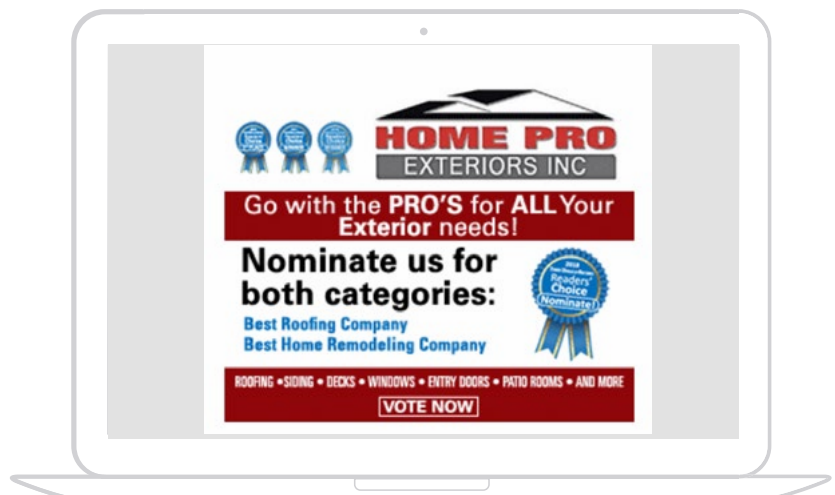 HOME PRO
EXTERIORS INC
Go with the PRO'S for ALL Your
Exterior needs!
Nominate us for
both categories:
Best Roofing Company
Best Home Remodeling Company
Readers'
Choice
Nominate!
ROOFING • SIDING • DECKS • WINDOWS • ENTRY DOORS • PATIO ROOMS • AND MORE
VOTE NOW